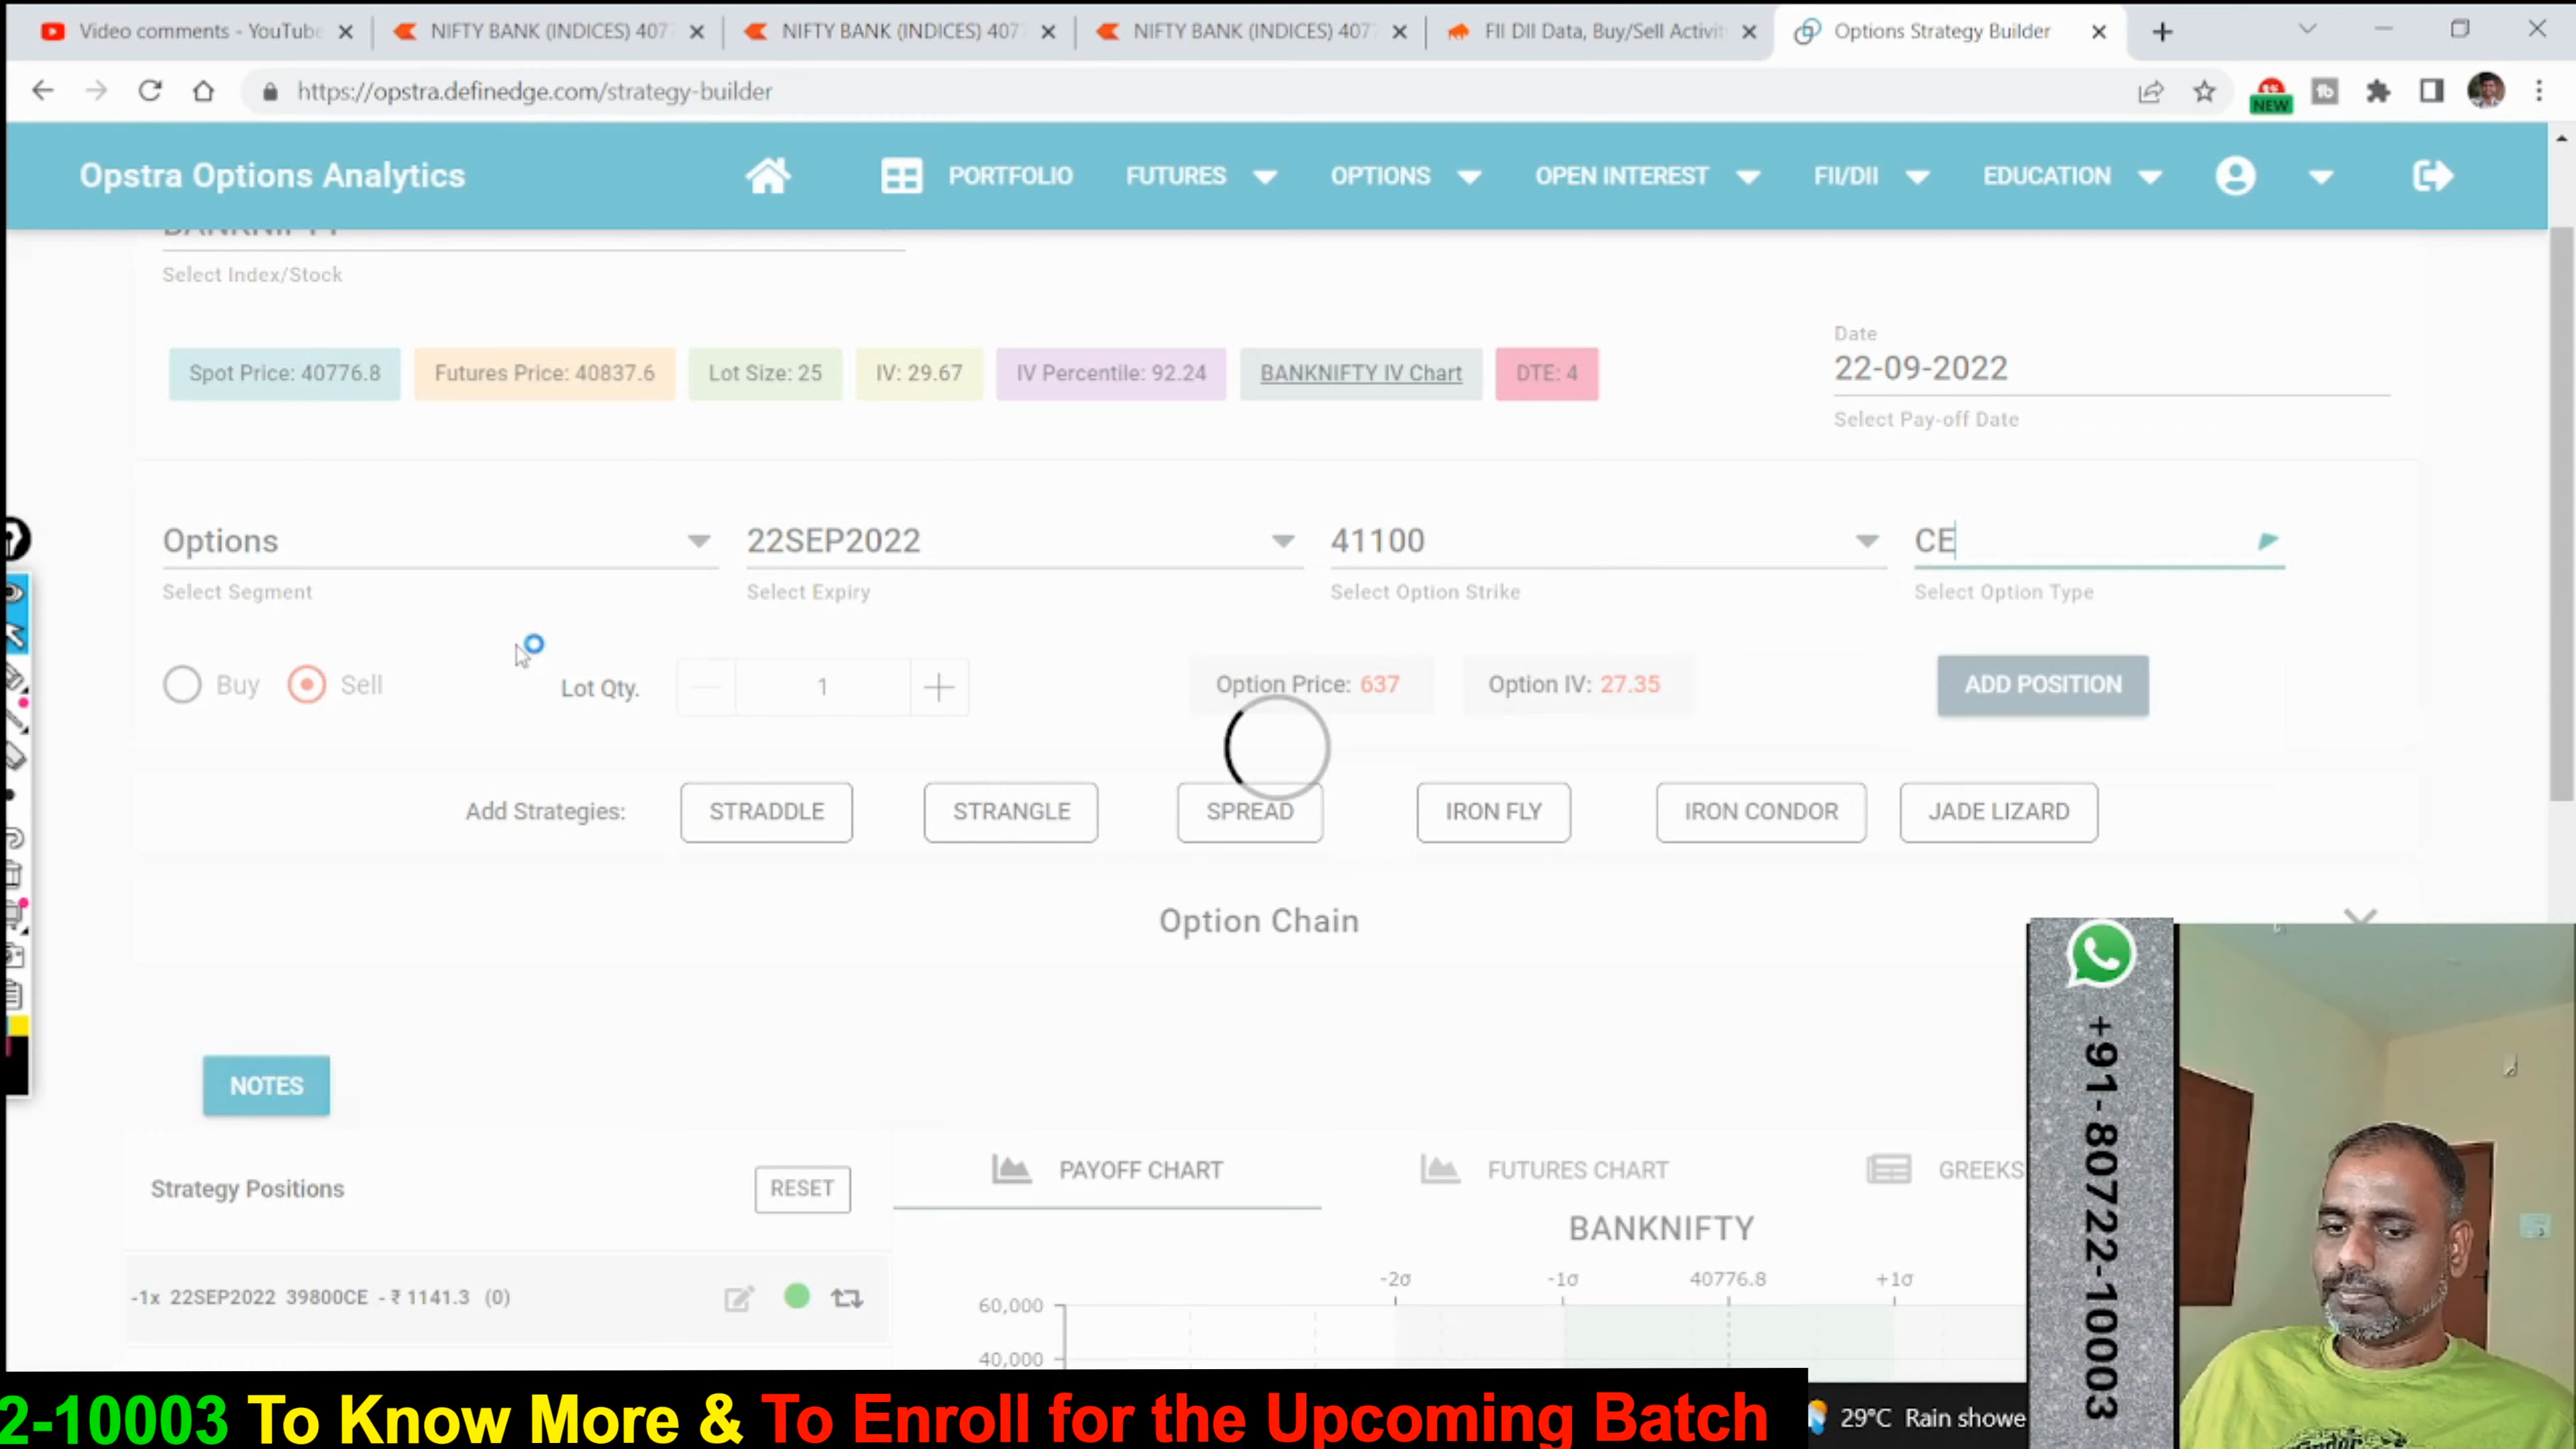 Video comments - YouTube
NIFTY BANK (INDICES) 407
NIFTY BANK (INDICES) 407
NIFTY BANK (INDICES) 407
FII DII Data, Buy/Sell Activit
Options Strategy Builder
https://opstra.definedge.com/strategy-builder
NEW
Opstra Options Analytics
PORTFOLIO
FUTURES
OPTIONS
OPEN INTEREST
FII/DII
EDUCATION
BANKNIFTY
Select Index/Stock
Date
Spot Price: 40776.8
Futures Price: 40837.6
Lot Size: 25
IV: 29.67
IV Percentile: 92.24
BANKNIFTY IV Chart
DTE: 4
22-09-2022
Select Pay-off Date
Options
22SEP2022
41100
CE
Select Segment
Select Expiry
Select Option Strike
Select Option Type
Buy
Sell
Lot Qty.
1
Option Price: 637
Option IV: 27.35
ADD POSITION
Add Strategies:
STRADDLE
STRANGLE
SPREAD
IRON FLY
IRON CONDOR
JADE LIZARD
Option Chain
NOTES
Strategy Positions
RESET
PAYOFF CHART
FUTURES CHART
GREEKS
BANKNIFTY
-1x 22SEP2022 39800CE - ₹ 1141.3 (0)
-2σ
-1σ
40776.8
+1σ
60,000
40,000
+91-80722-10003
2-10003 To Know More & To Enroll for the Upcoming Batch
29°C Rain showe